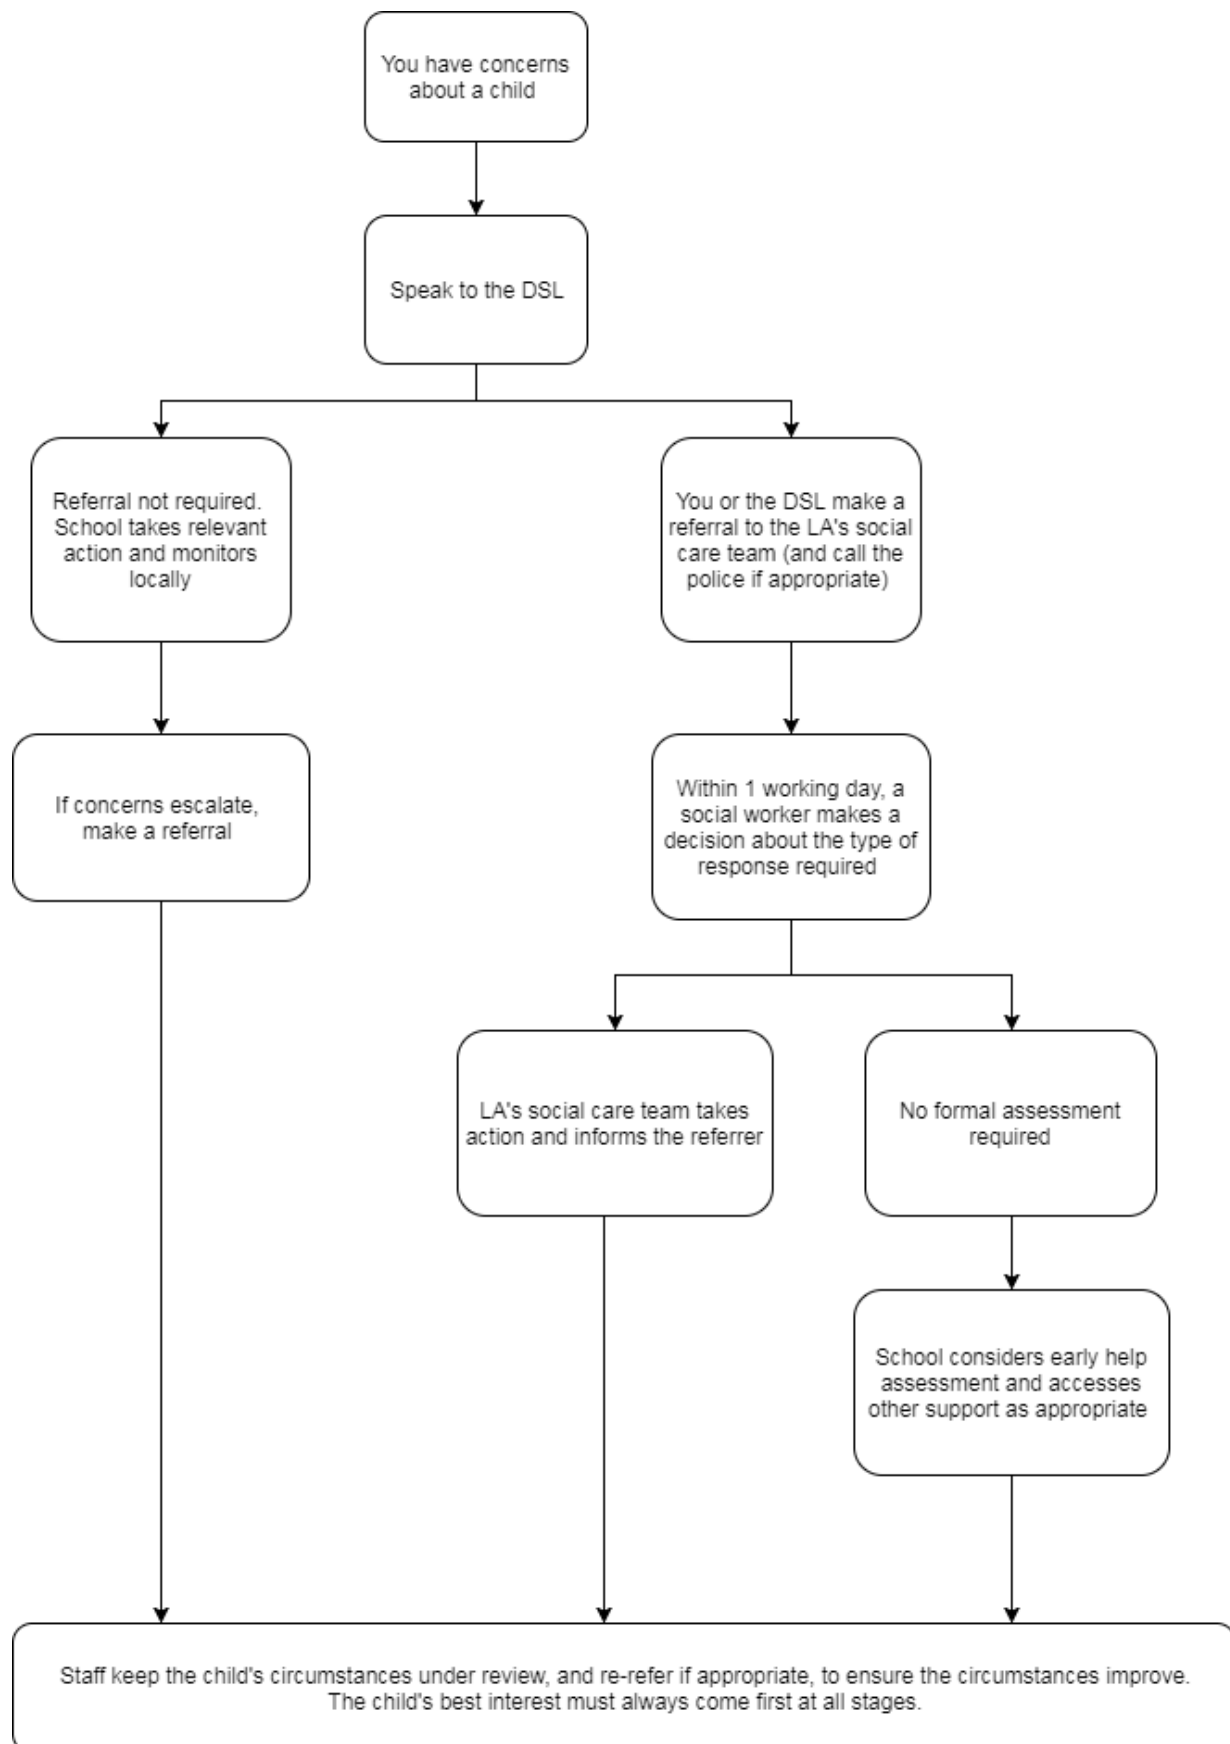 You have concerns
about a child
Speak to the DSL
Referral not required.
School takes relevant
action and monitors
locally
You or the DSL make a
referral to the LA's social
care team (and call the
police if appropriate)
If concerns escalate,
make a referral
Within 1 working day, a
social worker makes a
decision about the type of
response required
LA's social care team takes
action and informs the referrer
No formal assessment
required
School considers early help
assessment and accesses
other support as appropriate
Staff keep the child's circumstances under review, and re-refer if appropriate, to ensure the circumstances improve.
The child's best interest must always come first at all stages.